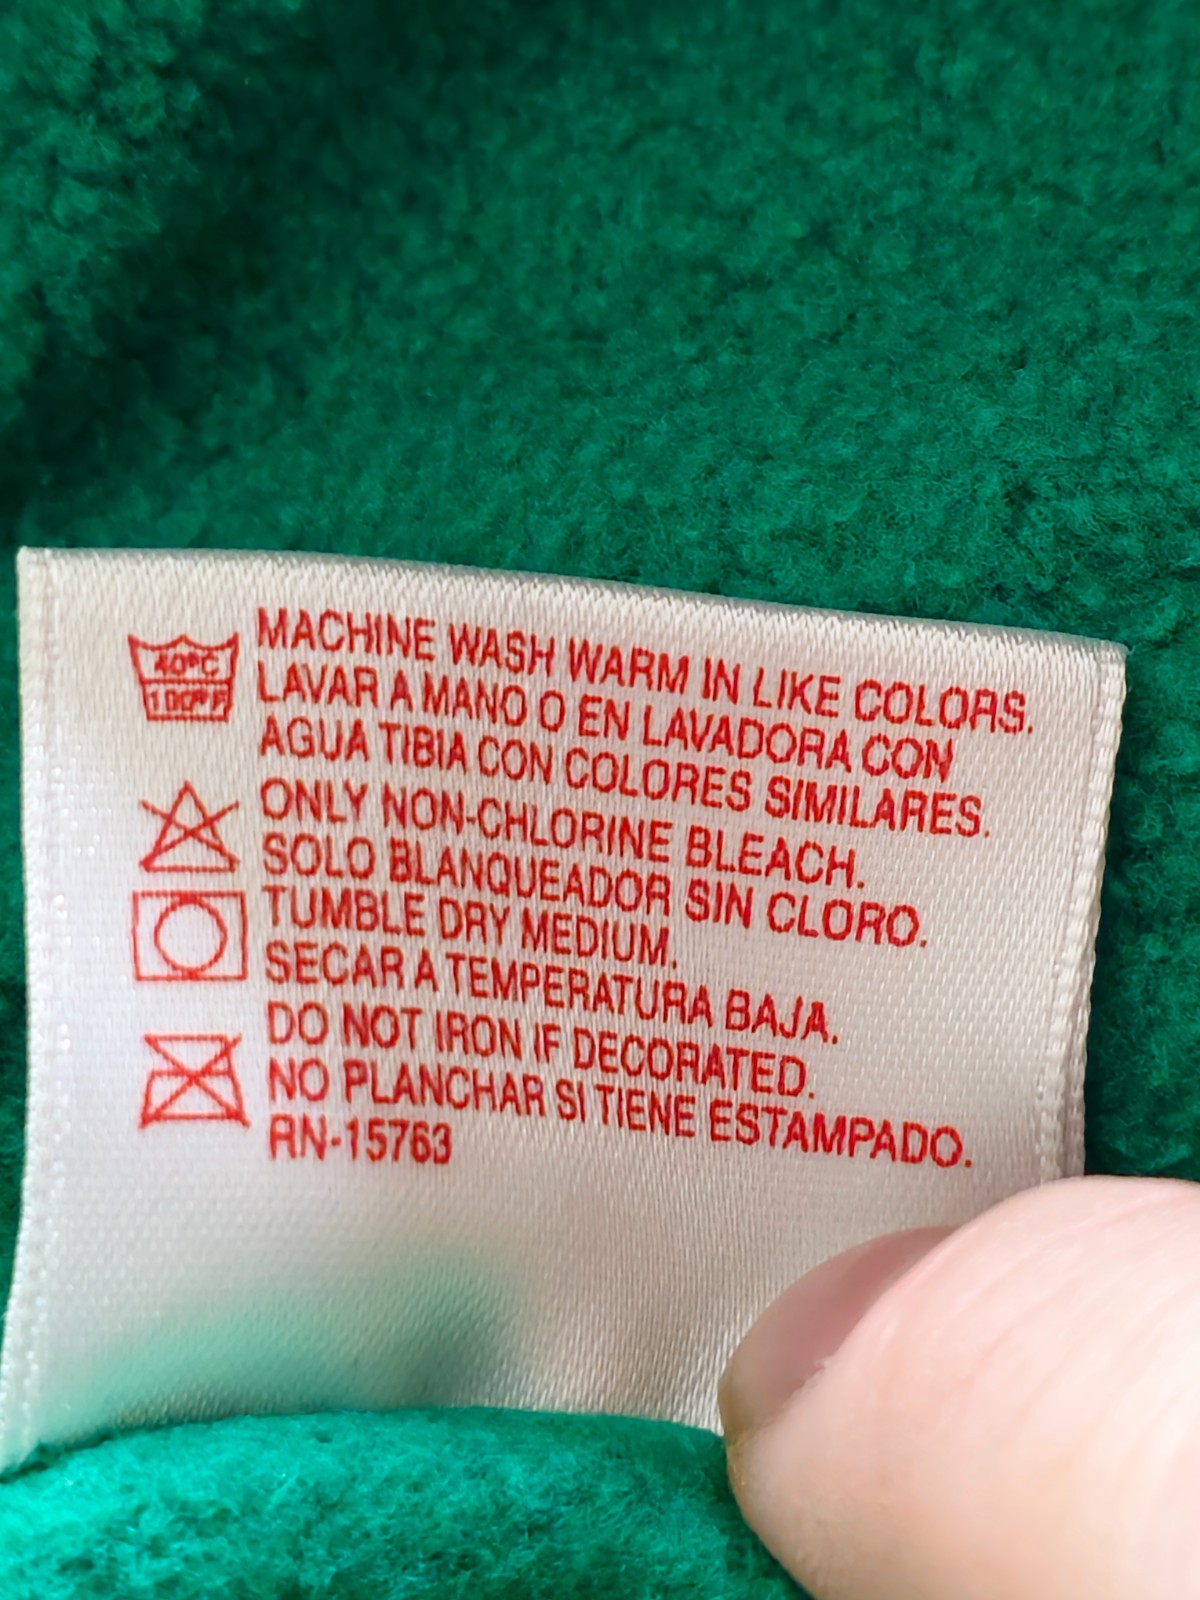 40°C
100°F
MACHINE WASH WARM IN LIKE COLORS.
LAVAR A MANO O EN LAVADORA CON
AGUA TIBIA CON COLORES SIMILARES.
ONLY NON-CHLORINE BLEACH.
SOLO BLANQUEADOR SIN CLORO.
TUMBLE DRY MEDIUM.
SECAR A TEMPERATURA BAJA.
DO NOT IRON IF DECORATED.
NO PLANCHAR SI TIENE ESTAMPADO.
RN-15763